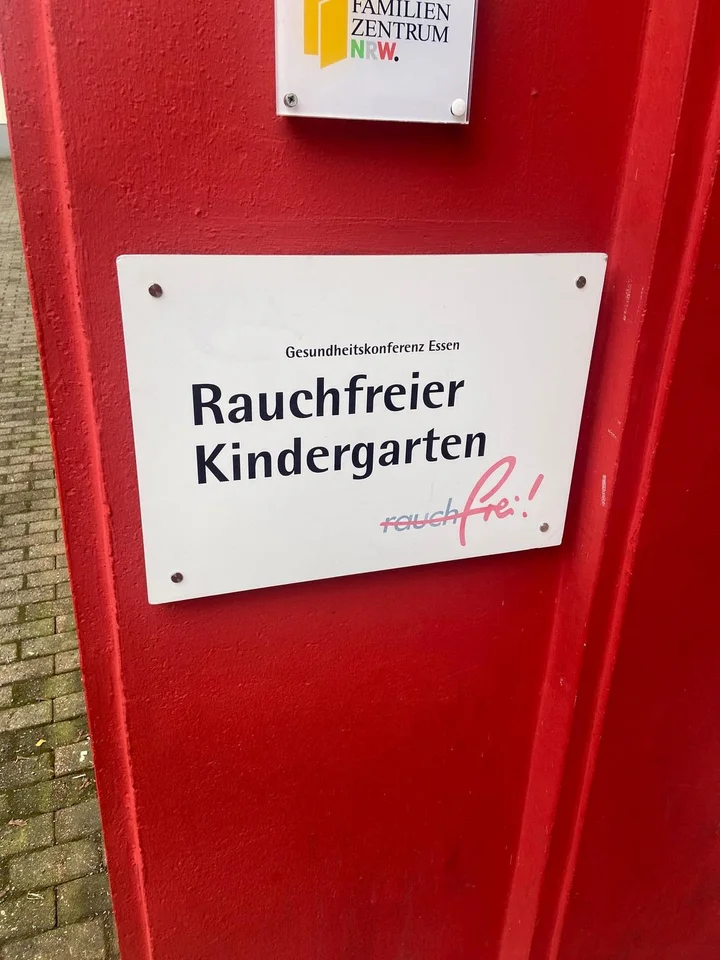 FAMILIEN
ZENTRUM
NRW.
Gesundheitskonferenz Essen
Rauchfreier
Kindergarten
rauchfrei!